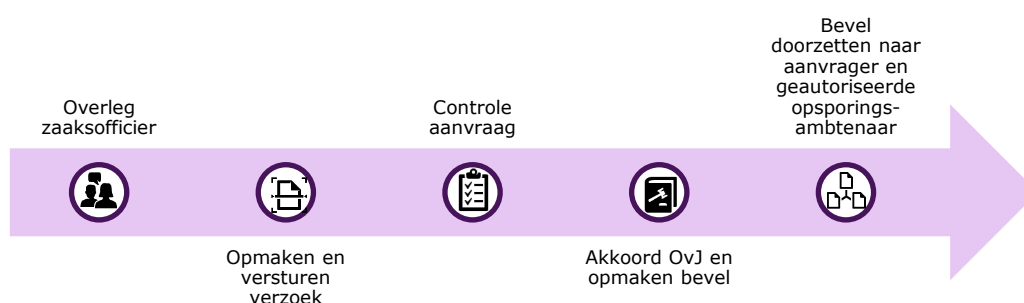 Overleg
zaaksofficier
Opmaken en
versturen
verzoek
Controle
aanvraag
Akkoord OvJ en
opmaken bevel
Bevel
doorzetten naar
aanvrager en
geautoriseerde
opsporings-
ambtenaar